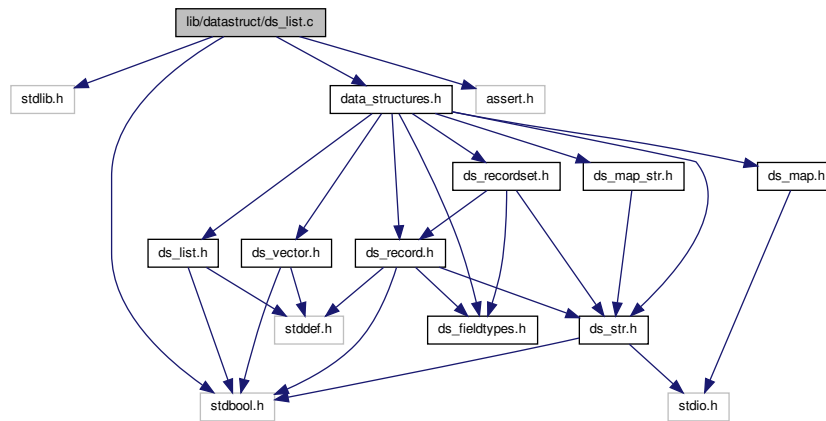 lib/datastruct/ds_list.c
stdlib.h
data_structures.h
assert.h
ds_recordset.h
ds_map_str.h
ds_map.h
ds_list.h
ds_vector.h
ds_record.h
stddef.h
ds_fieldtypes.h
ds_str.h
stdbool.h
stdio.h